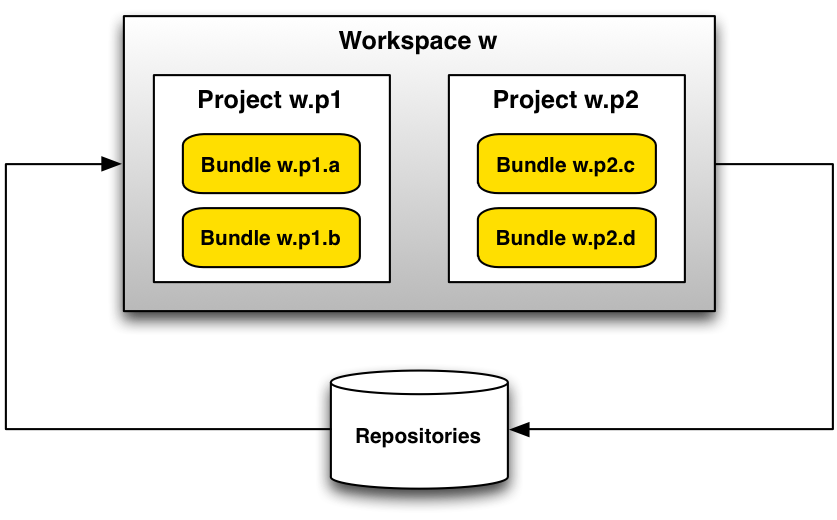 Workspace w
Project w.p1
Bundle w.p1.a
Bundle w.p1.b
Project w.p2
Bundle w.p2.c
Bundle w.p2.d
Repositories